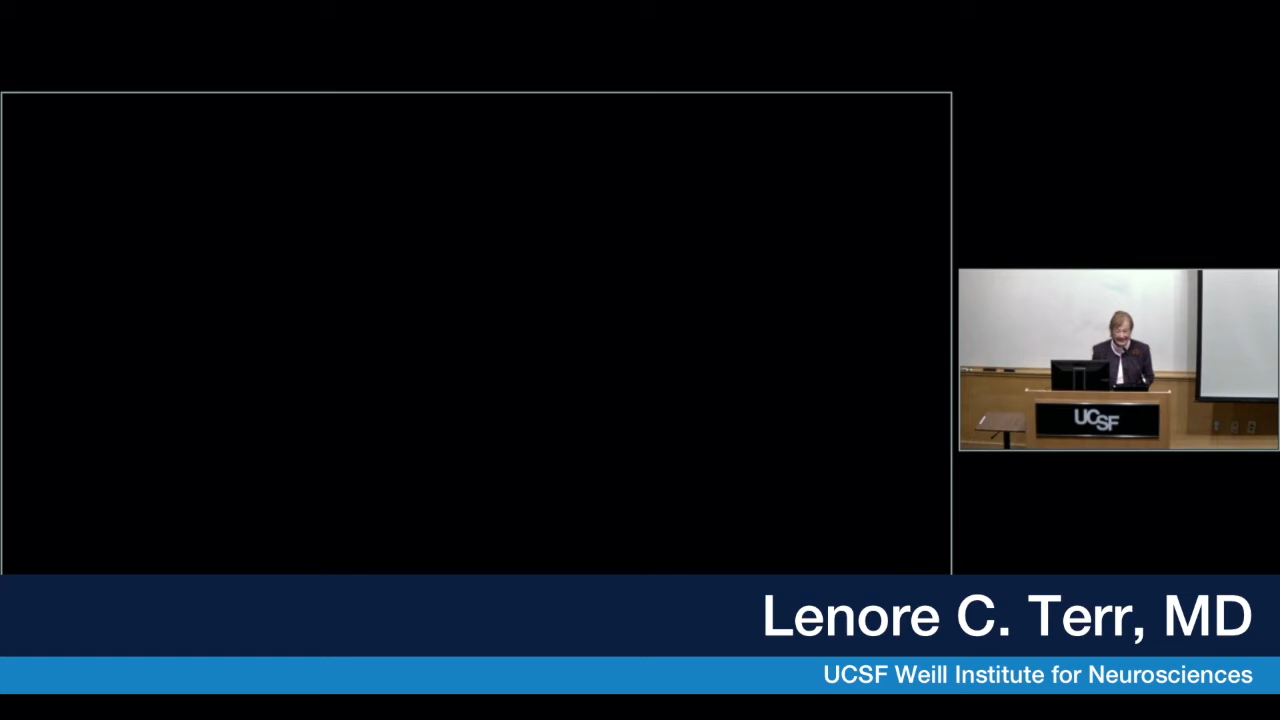 UCSF
Lenore C. Terr, MD
UCSF Weill Institute for Neurosciences